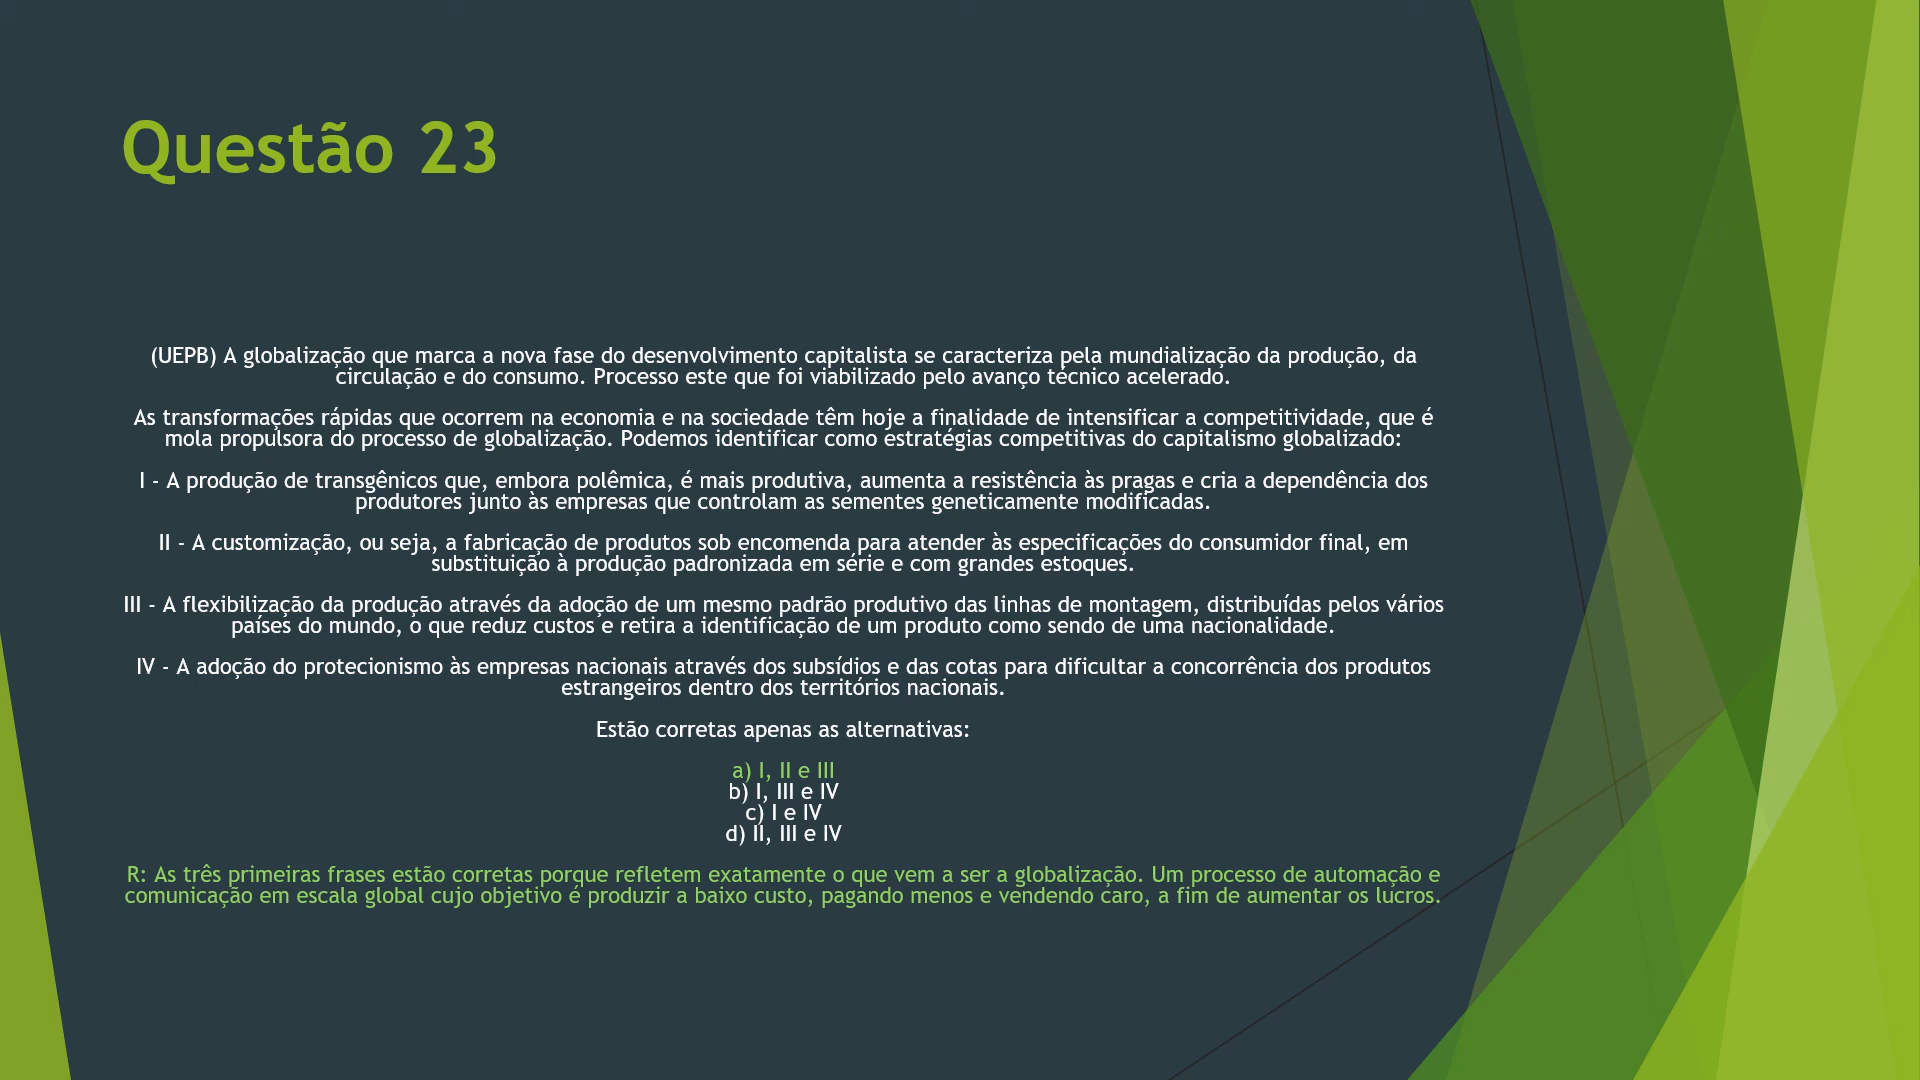 Questão 23
(UEPB) A globalização que marca a nova fase do desenvolvimento capitalista se caracteriza pela mundialização da produção, da
circulação e do consumo. Processo este que foi viabilizado pelo avanço técnico acelerado.
As transformações rápidas que ocorrem na economia e na sociedade têm hoje a finalidade de intensificar a competitividade, que é
mola propulsora do processo de globalização. Podemos identificar como estratégias competitivas do capitalismo globalizado:
I - A produção de transgênicos que, embora polêmica, é mais produtiva, aumenta a resistência às pragas e cria a dependência dos
produtores junto às empresas que controlam as sementes geneticamente modificadas.
II - A customização, ou seja, a fabricação de produtos sob encomenda para atender às especificações do consumidor final, em
substituição à produção padronizada em série e com grandes estoques.
III - A flexibilização da produção através da adoção de um mesmo padrão produtivo das linhas de montagem, distribuídas pelos vários
países do mundo, o que reduz custos e retira a identificação de um produto como sendo de uma nacionalidade.
IV - A adoção do protecionismo às empresas nacionais através dos subsídios e das cotas para dificultar a concorrência dos produtos
estrangeiros dentro dos territórios nacionais.
Estão corretas apenas as alternativas:
a) I, II e III
b) I, III e IV
c) I e IV
d) II, III e IV
R: As três primeiras frases estão corretas porque refletem exatamente o que vem a ser a globalização. Um processo de automação e
comunicação em escala global cujo objetivo é produzir a baixo custo, pagando menos e vendendo caro, a fim de aumentar os lucros.